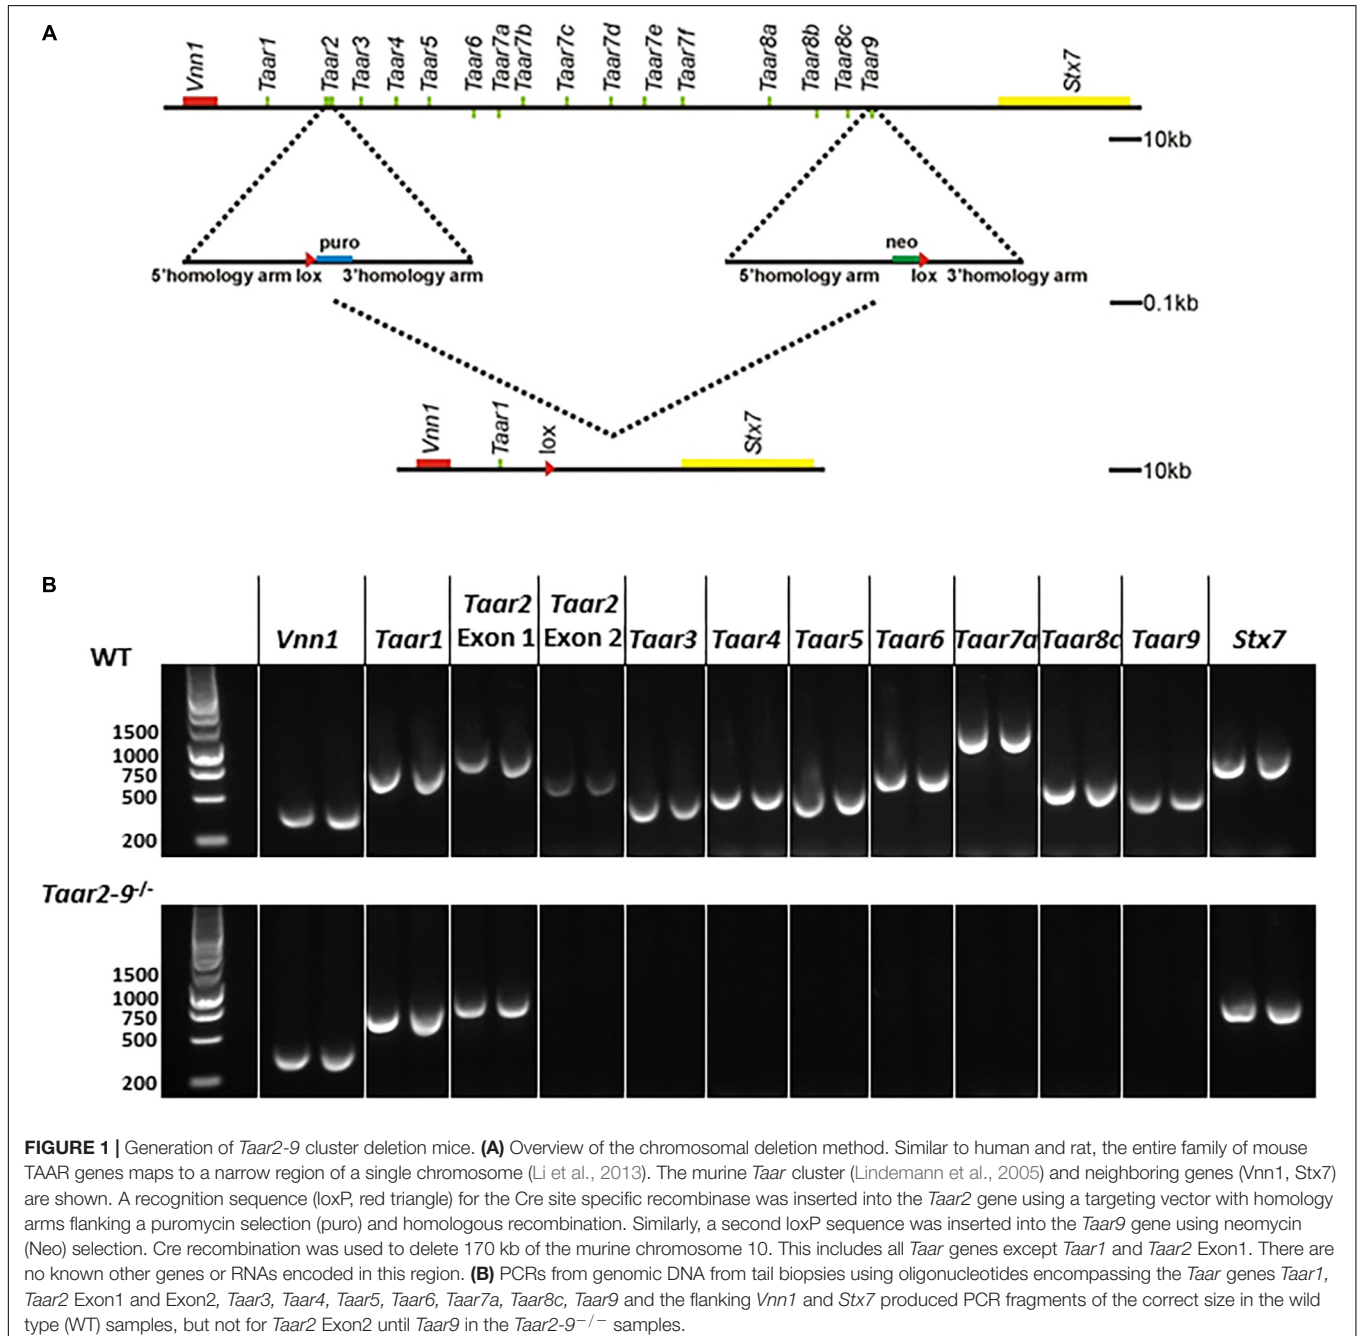 A
Vnn1 Taar1 Taar2 Taar3 Taar4 Taar5 Taar6 Taar7a Taar7b Taar7c Taar7d Taar7e Taar7f Taar8a Taar8b Taar8c Taar9 Stx7
10kb
puro
neo
5'homology arm lox 3'homology arm
5'homology arm lox 3'homology arm
0.1kb
Vnn1 Taar1 lox Stx7
10kb
B
Taar2 Taar2
Vnn1 Taar1 Exon 1 Exon 2 Taar3 Taar4 Taar5 Taar6 Taar7a Taar8c Taar9 Stx7
WT
1500
1000
750
500
200
Taar2-9-/-
1500
1000
750
500
200
FIGURE 1 | Generation of Taar2-9 cluster deletion mice. (A) Overview of the chromosomal deletion method. Similar to human and rat, the entire family of mouse
TAAR genes maps to a narrow region of a single chromosome (Li et al., 2013). The murine Taar cluster (Lindemann et al., 2005) and neighboring genes (Vnn1, Stx7)
are shown. A recognition sequence (loxP, red triangle) for the Cre site specific recombinase was inserted into the Taar2 gene using a targeting vector with homology
arms flanking a puromycin selection (puro) and homologous recombination. Similarly, a second loxP sequence was inserted into the Taar9 gene using neomycin
(Neo) selection. Cre recombination was used to delete 170 kb of the murine chromosome 10. This includes all Taar genes except Taar1 and Taar2 Exon1. There are
no known other genes or RNAs encoded in this region. (B) PCRs from genomic DNA from tail biopsies using oligonucleotides encompassing the Taar genes Taar1,
Taar2 Exon1 and Exon2, Taar3, Taar4, Taar5, Taar6, Taar7a, Taar8c, Taar9 and the flanking Vnn1 and Stx7 produced PCR fragments of the correct size in the wild
type (WT) samples, but not for Taar2 Exon2 until Taar9 in the Taar2-9−/− samples.